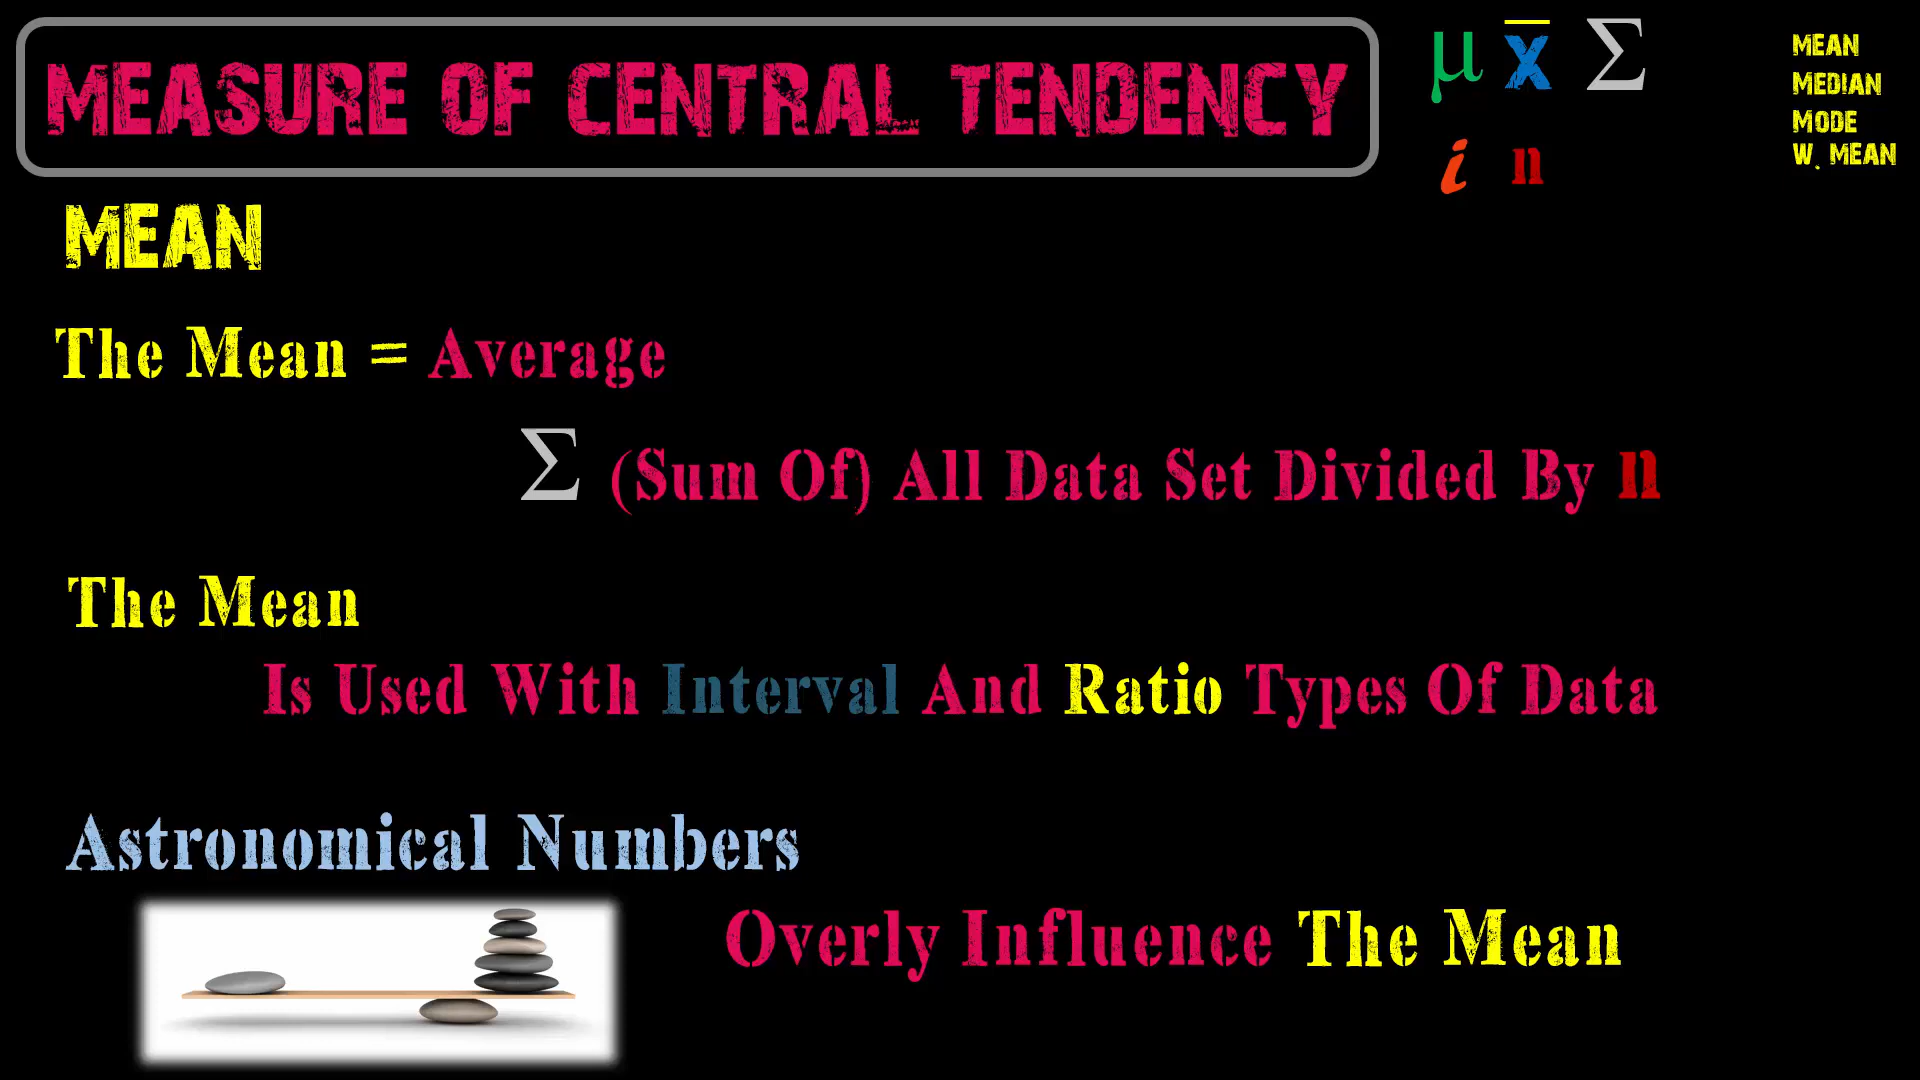 MEASURE OF CENTRAL TENDENCY
µ x̅ Σ
i n
MEAN
MEDIAN
MODE
W. MEAN
MEAN
The Mean = Average
Σ (Sum Of) All Data Set Divided By n
The Mean
Is Used With Interval And Ratio Types Of Data
Astronomical Numbers
Overly Influence The Mean